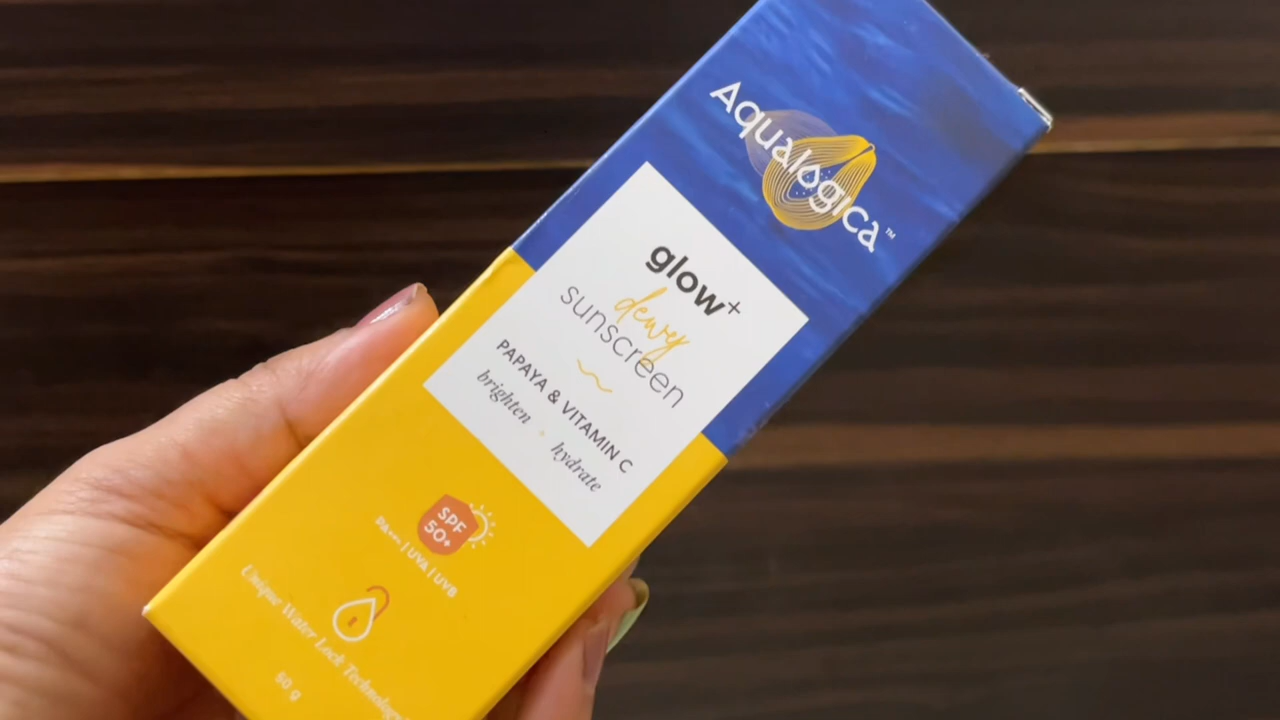 Aqualogica™
glow+
dewy
sunscreen
PAPAYA & VITAMIN C
brighten · hydrate
SPF
50+
PA++++ | UVA | UVB
Unique Water Lock Technology
50 g